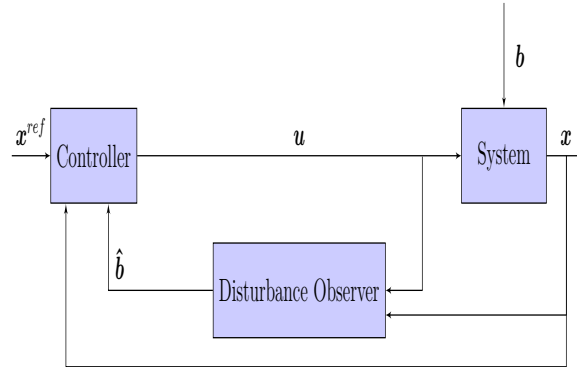 b
x^{ref}
Controller
u
System
x
b̂
Disturbance Observer